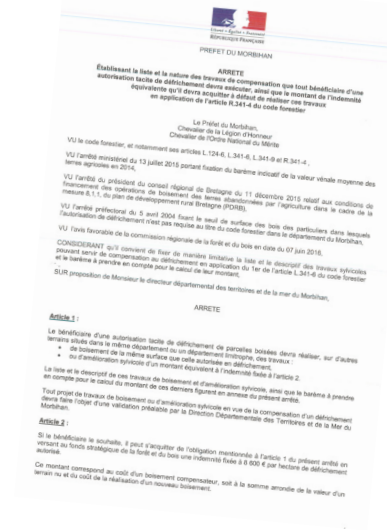 Liberté • Égalité • Fraternité
RÉPUBLIQUE FRANÇAISE
PREFET DU MORBIHAN
ARRETE
Établissant la liste et la nature des travaux de compensation que tout bénéficiaire d'une
autorisation tacite de défrichement devra exécuter, ainsi que le montant de l'indemnité
équivalente qu'il devra acquitter à défaut de réaliser ces travaux
en application de l'article R.341-4 du code forestier
Le Préfet du Morbihan,
Chevalier de la Légion d'Honneur
Chevalier de l'Ordre National du Mérite
VU le code forestier, et notamment ses articles L.124-6, L.341-6, L.341-9 et R.341-4 ,
VU l'arrêté ministériel du 13 juillet 2015 portant fixation du barème indicatif de la valeur vénale moyenne des
terres agricoles en 2014,
VU l'arrêté du président du conseil régional de Bretagne du 11 décembre 2015 relatif aux conditions de
financement des opérations de boisement des terres abandonnées par l'agriculture dans le cadre de la
mesure 8,1,1, du plan de développement rural Bretagne (PDRB),
VU l'arrêté préfectoral du 5 avril 2004 fixant le seuil de surface des bois des particuliers dans lesquels
l'autorisation de défrichement n'est pas requise au titre du code forestier dans le département du Morbihan,
VU l'avis favorable de la commission régionale de la forêt et du bois en date du 07 juin 2016,
CONSIDERANT qu'il convient de fixer de manière limitative la liste et le descriptif des travaux sylvicoles
pouvant servir de compensation au défrichement en application du 1er de l'article L.341-6 du code forestier
et le barème à prendre en compte pour le calcul de leur montant,
SUR proposition de Monsieur le directeur départemental des territoires et de la mer du Morbihan,
ARRETE
Article 1 :
Le bénéficiaire d'une autorisation tacite de défrichement de parcelles boisées devra réaliser, sur d'autres
terrains situés dans le même département ou un département limitrophe, des travaux :
• de boisement de la même surface que celle autorisée en défrichement,
• ou d'amélioration sylvicole d'un montant équivalent à l'indemnité fixée à l'article 2.
La liste et le descriptif de ces travaux de boisement et d'amélioration sylvicole, ainsi que le barème à prendre
en compte pour le calcul du montant de ces derniers figurent en annexe du présent arrêté.
Tout projet de travaux de boisement ou d'amélioration sylvicole en vue de la compensation d'un défrichement
devra faire l'objet d'une validation préalable par la Direction Départementale des Territoires et de la Mer du
Morbihan.
Article 2 :
Si le bénéficiaire le souhaite, il peut s'acquitter de l'obligation mentionnée à l'article 1 du présent arrêté en
versant au fonds stratégique de la forêt et du bois une indemnité fixée à 6 600 € par hectare de défrichement
autorisé.
Ce montant correspond au coût d'un boisement compensateur, soit à la somme arrondie de la valeur d'un
terrain nu et du coût de la réalisation d'un nouveau boisement.